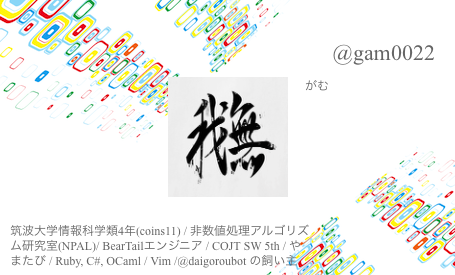 @gam0022
がむ
我無
筑波大学情報科学類4年(coins11) / 非数値処理アルゴリズ
ム研究室(NPAL)/ BearTailエンジニア / COJT SW 5th / や
またび / Ruby, C#, OCaml / Vim /@daigoroubot の飼い主